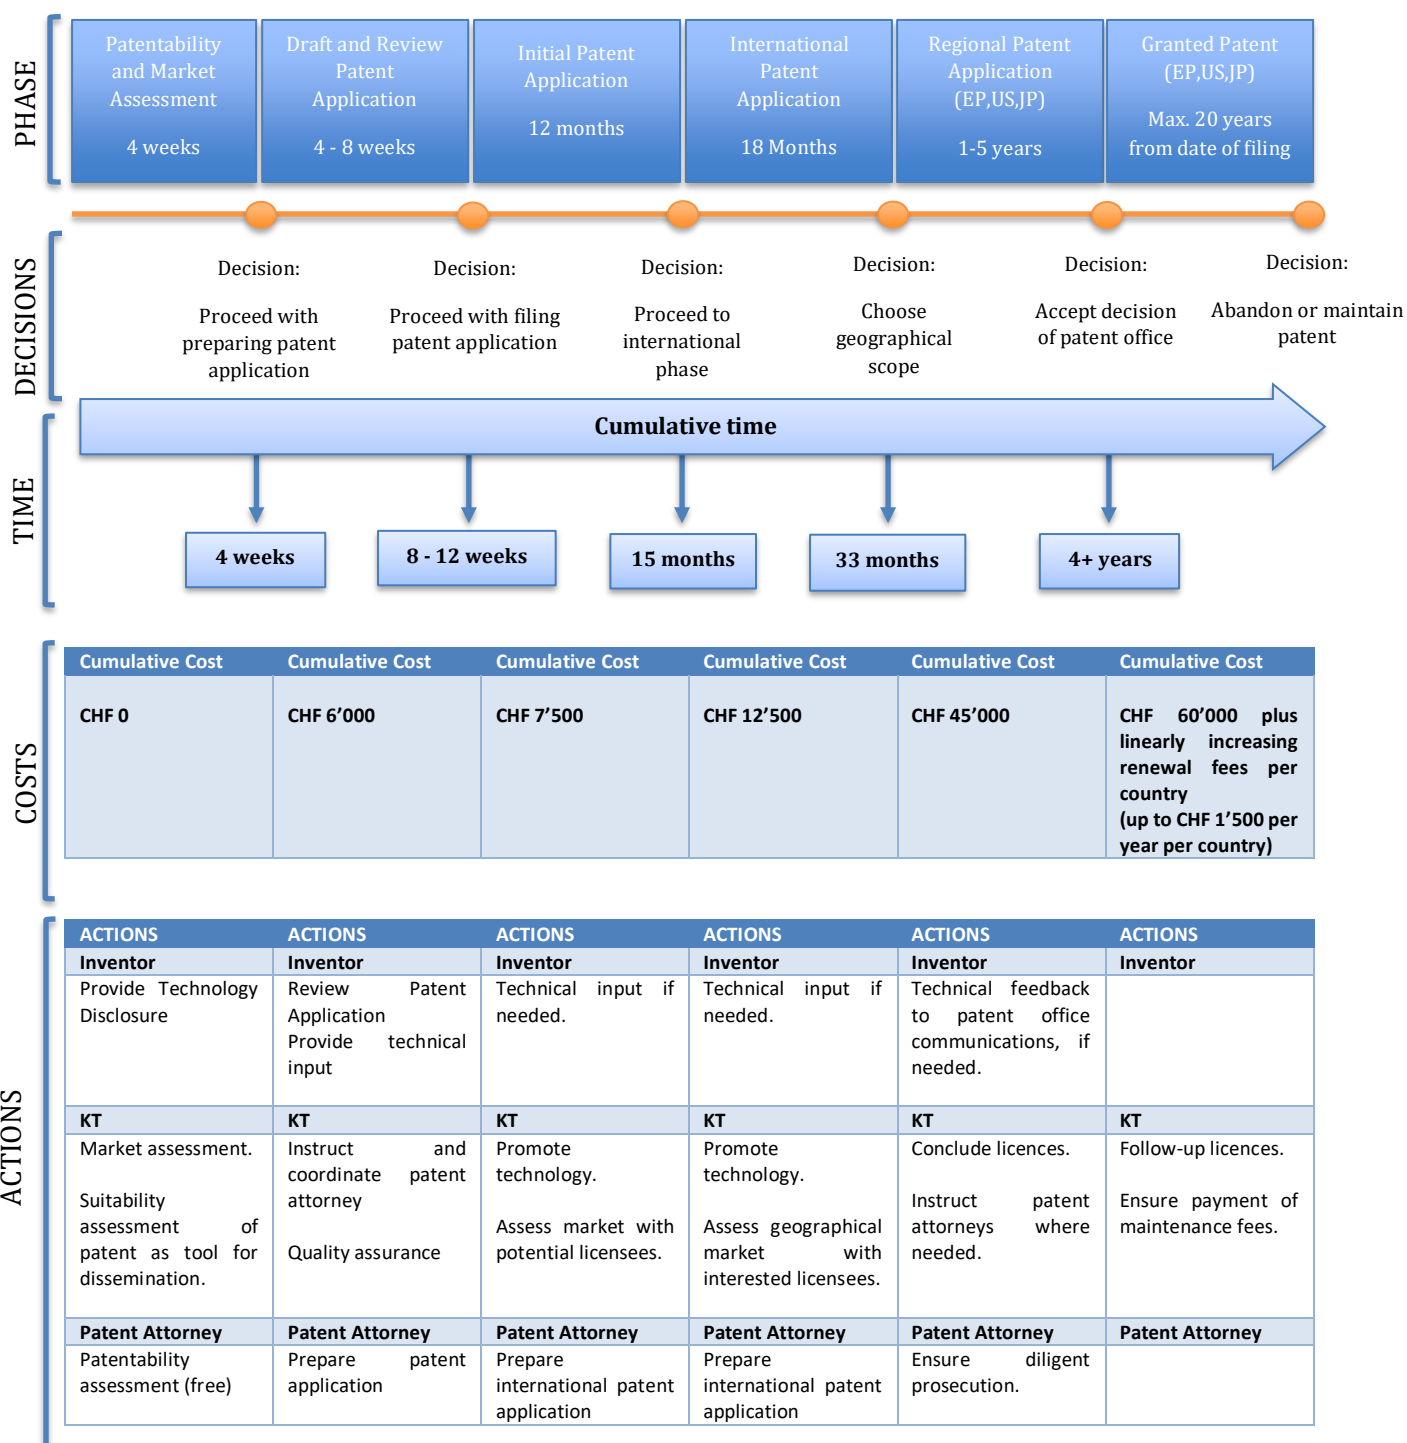 PHASE
Patentability
and Market
Assessment
4 weeks
Draft and Review
Patent
Application
4 - 8 weeks
Initial Patent
Application
12 months
International
Patent
Application
18 Months
Regional Patent
Application
(EP,US,JP)
1-5 years
Granted Patent
(EP,US,JP)
Max. 20 years
from date of filing
DECISIONS
Decision:
Proceed with
preparing patent
application
Decision:
Proceed with filing
patent application
Decision:
Proceed to
international
phase
Decision:
Choose
geographical
scope
Decision:
Accept decision
of patent office
Decision:
Abandon or maintain
patent
TIME
Cumulative time
4 weeks
8 - 12 weeks
15 months
33 months
4+ years
COSTS
Cumulative Cost
Cumulative Cost
Cumulative Cost
Cumulative Cost
Cumulative Cost
Cumulative Cost
CHF 0
CHF 6’000
CHF 7’500
CHF 12’500
CHF 45’000
CHF 60’000 plus
linearly increasing
renewal fees per
country
(up to CHF 1’500 per
year per country)
ACTIONS
ACTIONS
ACTIONS
ACTIONS
ACTIONS
ACTIONS
ACTIONS
Inventor
Inventor
Inventor
Inventor
Inventor
Inventor
Provide Technology
Disclosure
Review Patent
Application
Provide technical
input
Technical input if
needed.
Technical input if
needed.
Technical feedback
to patent office
communications, if
needed.
KT
KT
KT
KT
KT
KT
Market assessment.
Suitability
assessment of
patent as tool for
dissemination.
Instruct and
coordinate patent
attorney
Quality assurance
Promote
technology.
Assess market with
potential licensees.
Promote
technology.
Assess geographical
market with
interested licensees.
Conclude licences.
Instruct patent
attorneys where
needed.
Follow-up licences.
Ensure payment of
maintenance fees.
Patent Attorney
Patent Attorney
Patent Attorney
Patent Attorney
Patent Attorney
Patent Attorney
Patentability
assessment (free)
Prepare patent
application
Prepare
international patent
application
Prepare
international patent
application
Ensure diligent
prosecution.